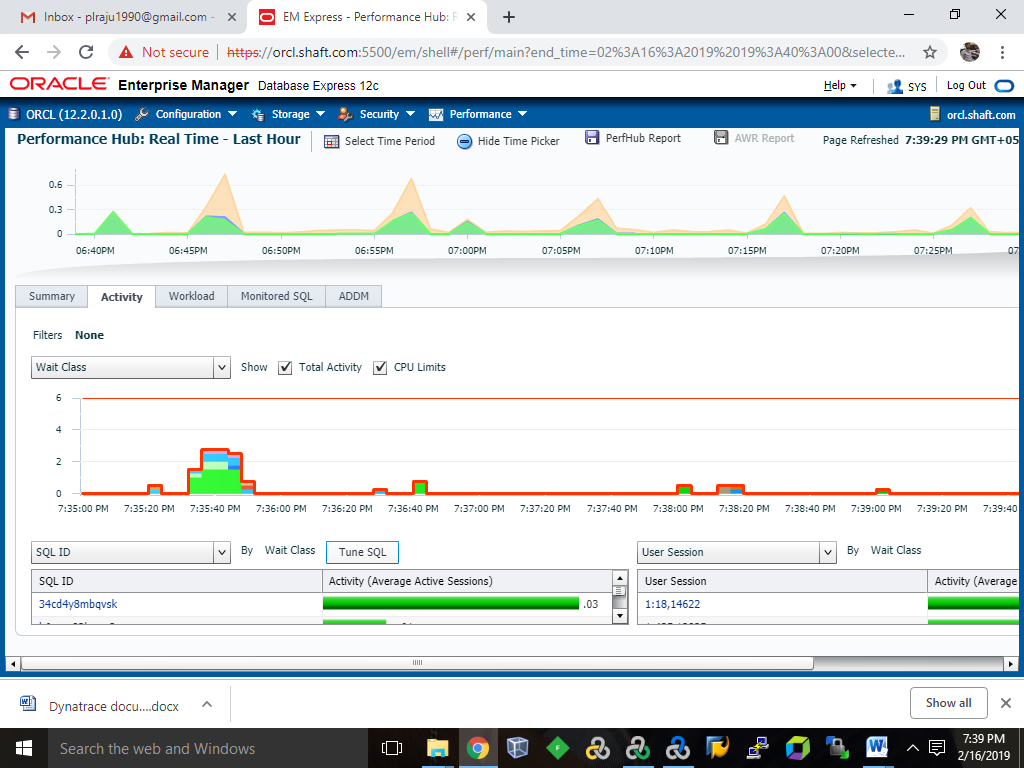 Inbox - plraju1990@gmail.com -
EM Express - Performance Hub: R
Not secure
https://orcl.shaft.com:5500/em/shell#/perf/main?end_time=02%3A16%3A2019%2019%3A40%3A00&selecte...
ORACLE Enterprise Manager Database Express 12c
Help SYS Log Out
ORCL (12.2.0.1.0) Configuration Storage Security Performance orcl.shaft.com
Performance Hub: Real Time - Last Hour Select Time Period Hide Time Picker PerfHub Report AWR Report Page Refreshed 7:39:29 PM GMT+05
0.6
0.3
0
06:40PM 06:45PM 06:50PM 06:55PM 07:00PM 07:05PM 07:10PM 07:15PM 07:20PM 07:25PM 07
Summary Activity Workload Monitored SQL ADDM
Filters None
Wait Class Show Total Activity CPU Limits
6
4
2
0
7:35:00 PM 7:35:20 PM 7:35:40 PM 7:36:00 PM 7:36:20 PM 7:36:40 PM 7:37:00 PM 7:37:20 PM 7:37:40 PM 7:38:00 PM 7:38:20 PM 7:38:40 PM 7:39:00 PM 7:39:20 PM 7:39:40
SQL ID By Wait Class Tune SQL User Session By Wait Class
SQL ID Activity (Average Active Sessions) User Session Activity (Average
34cd4y8mbqvsk .03 1:18,14622
Dynatrace docu....docx Show all
Search the web and Windows
7:39 PM
2/16/2019